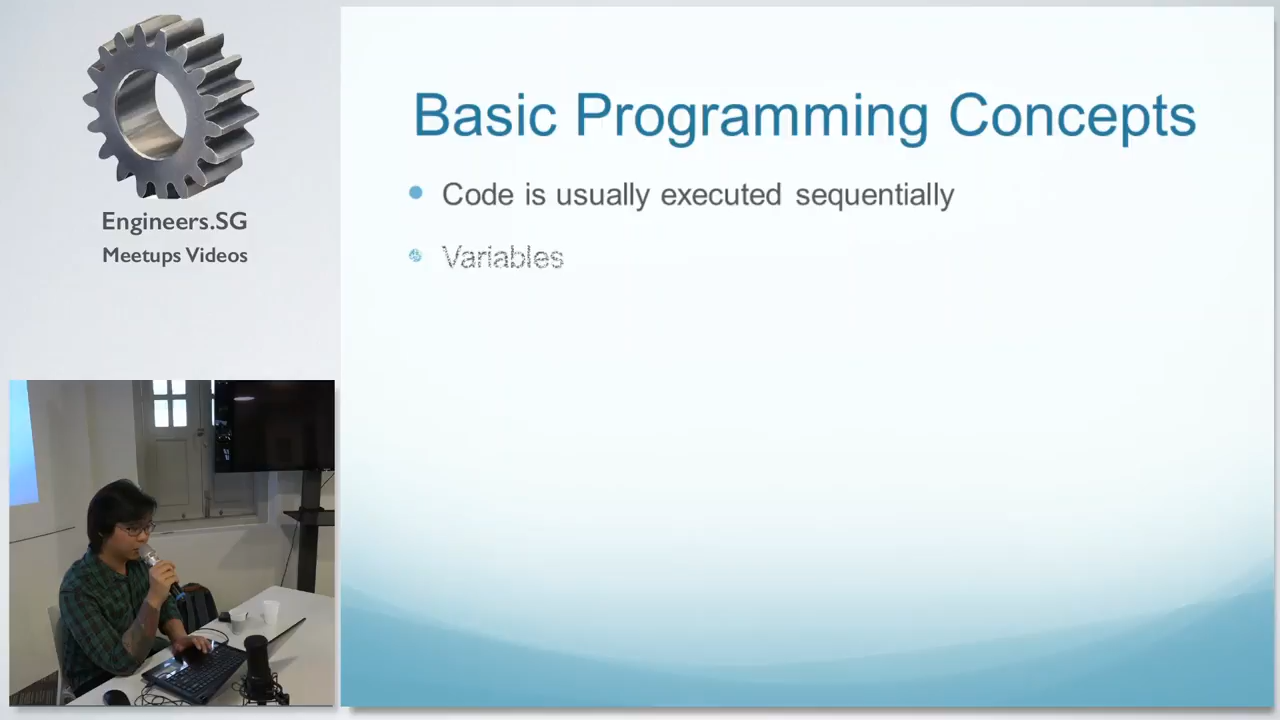 Engineers.SG
Meetups Videos
Basic Programming Concepts
Code is usually executed sequentially
Variables